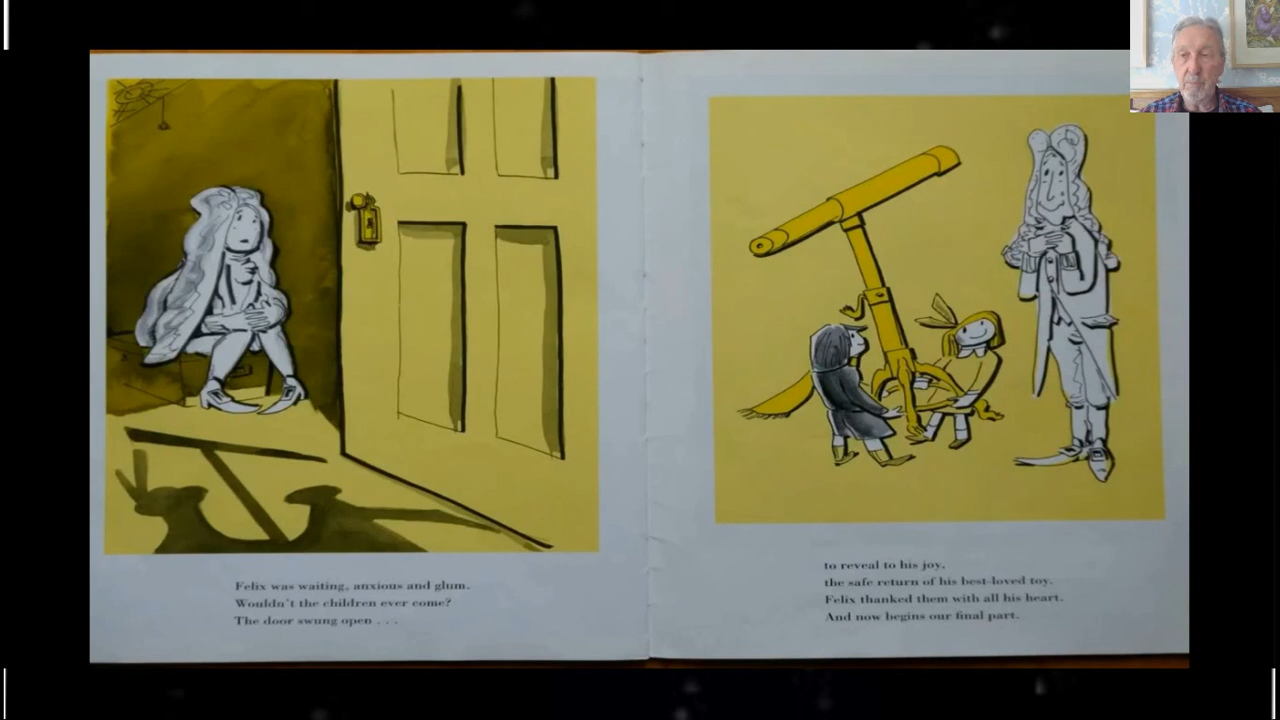 Felix was waiting, anxious and glum.
Wouldn't the children ever come?
The door swung open . . .
to reveal to his joy,
the safe return of his best-loved toy.
Felix thanked them with all his heart.
And now begins our final part.